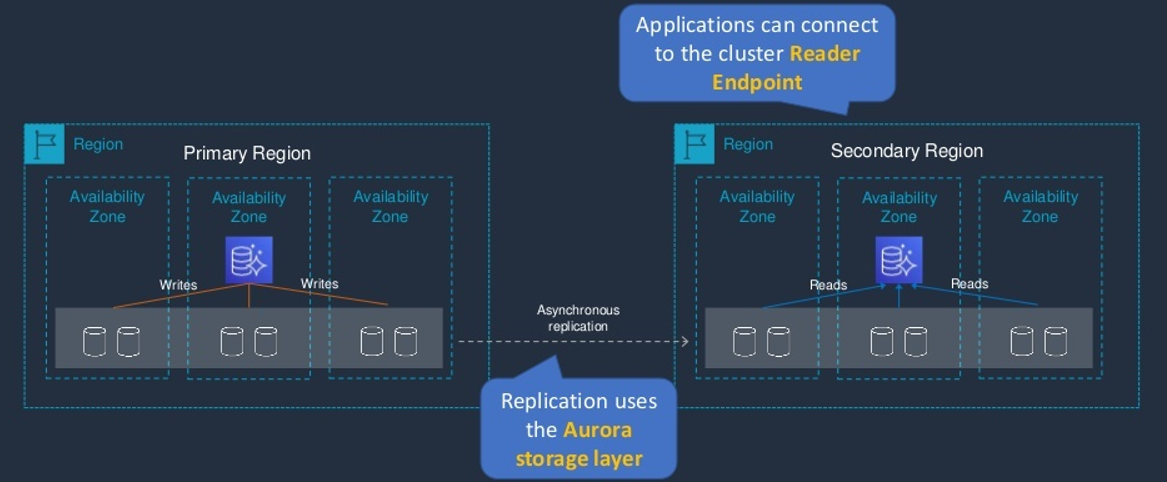 Applications can connect
to the cluster Reader
Endpoint
Region
Primary Region
Availability
Zone
Availability
Zone
Availability
Zone
Writes
Writes
Asynchronous
replication
Replication uses
the Aurora
storage layer
Region
Secondary Region
Availability
Zone
Availability
Zone
Availability
Zone
Reads
Reads